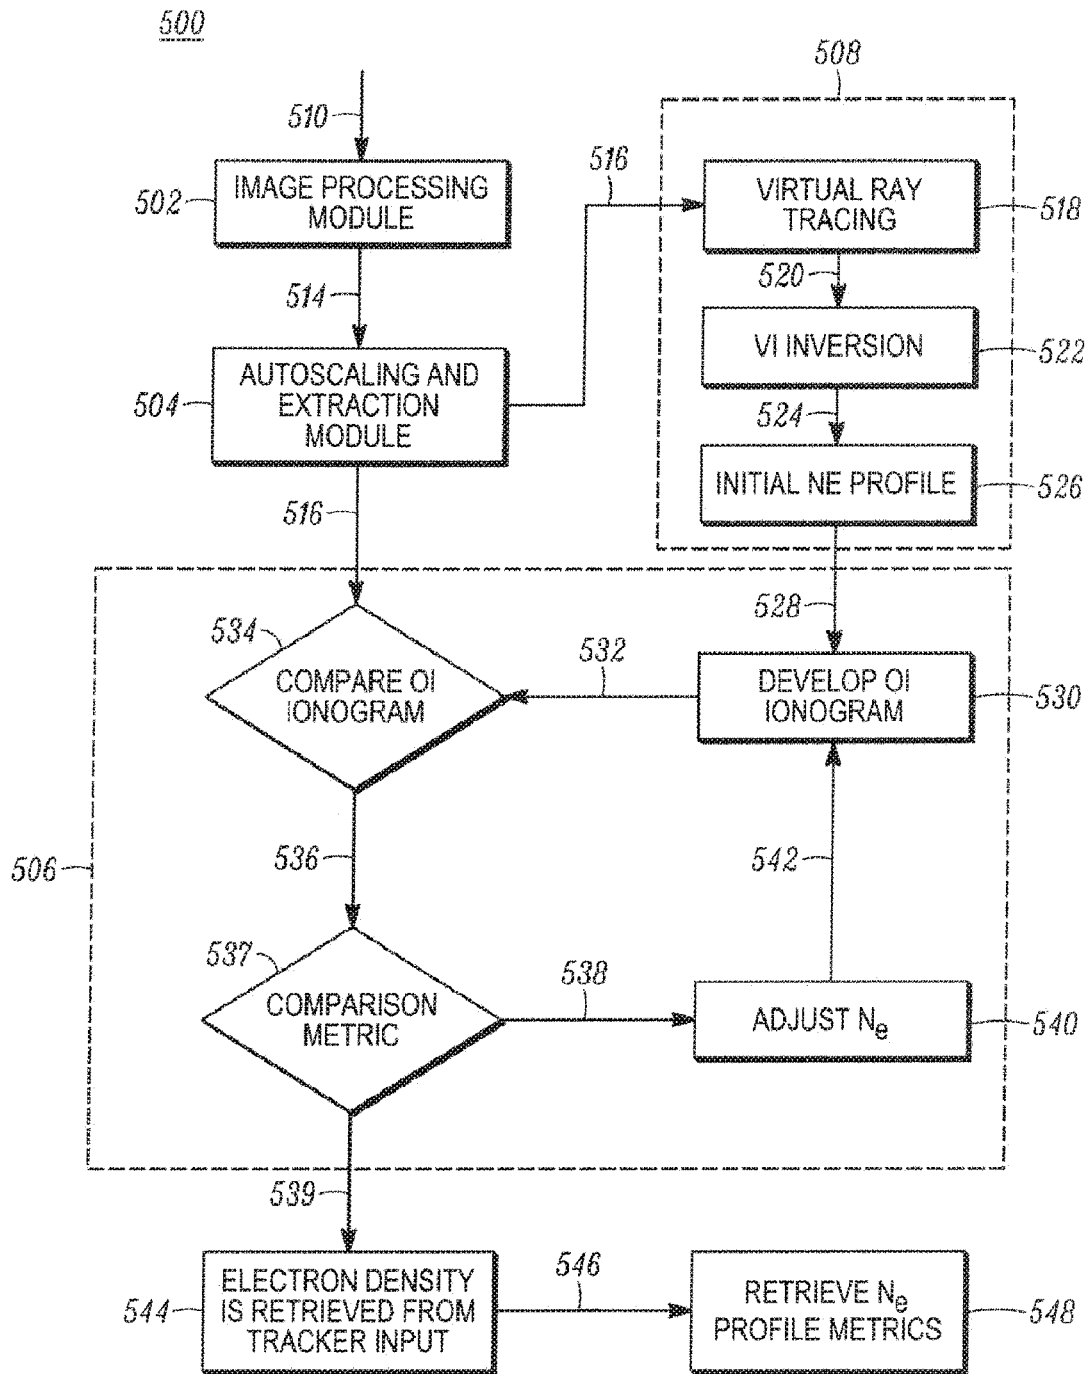 500
508
510
516
IMAGE PROCESSING
MODULE
502
VIRTUAL RAY
TRACING
518
514
520
AUTOSCALING AND
EXTRACTION
MODULE
504
VI INVERSION
522
524
516
INITIAL NE PROFILE
526
528
534
COMPARE OI
IONOGRAM
532
DEVELOP OI
IONOGRAM
530
506
536
542
537
COMPARISON
METRIC
538
ADJUST Ne
540
539
544
ELECTRON DENSITY
IS RETRIEVED FROM
TRACKER INPUT
546
RETRIEVE Ne
PROFILE METRICS
548